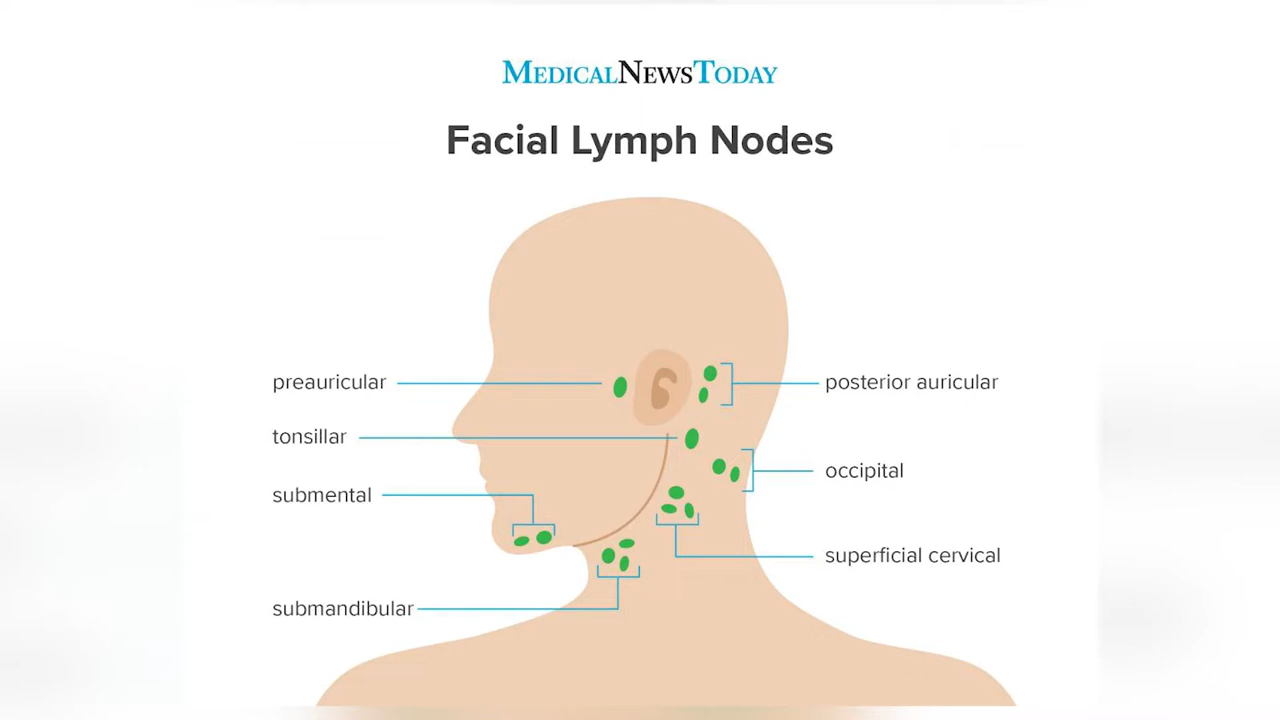 MEDICALNEWSTODAY
Facial Lymph Nodes
preauricular
posterior auricular
tonsillar
occipital
submental
superficial cervical
submandibular